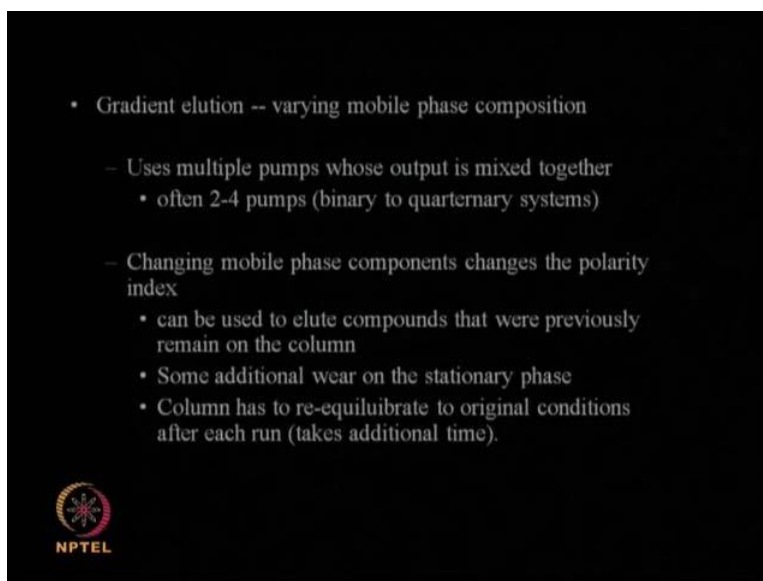 • Gradient elution -- varying mobile phase composition
– Uses multiple pumps whose output is mixed together
• often 2-4 pumps (binary to quarternary systems)
– Changing mobile phase components changes the polarity
index
• can be used to elute compounds that were previously
remain on the column
• Some additional wear on the stationary phase
• Column has to re-equiluibrate to original conditions
after each run (takes additional time).
NPTEL